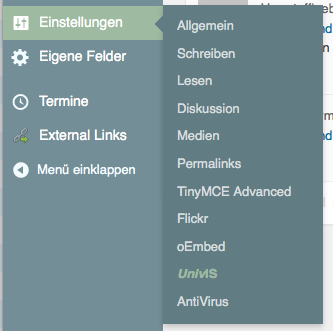 Einstellungen
Eigene Felder
Termine
External Links
Menü einklappen
Allgemein
Schreiben
Lesen
Diskussion
Medien
Permalinks
TinyMCE Advanced
Flickr
oEmbed
UnivIS
AntiVirus